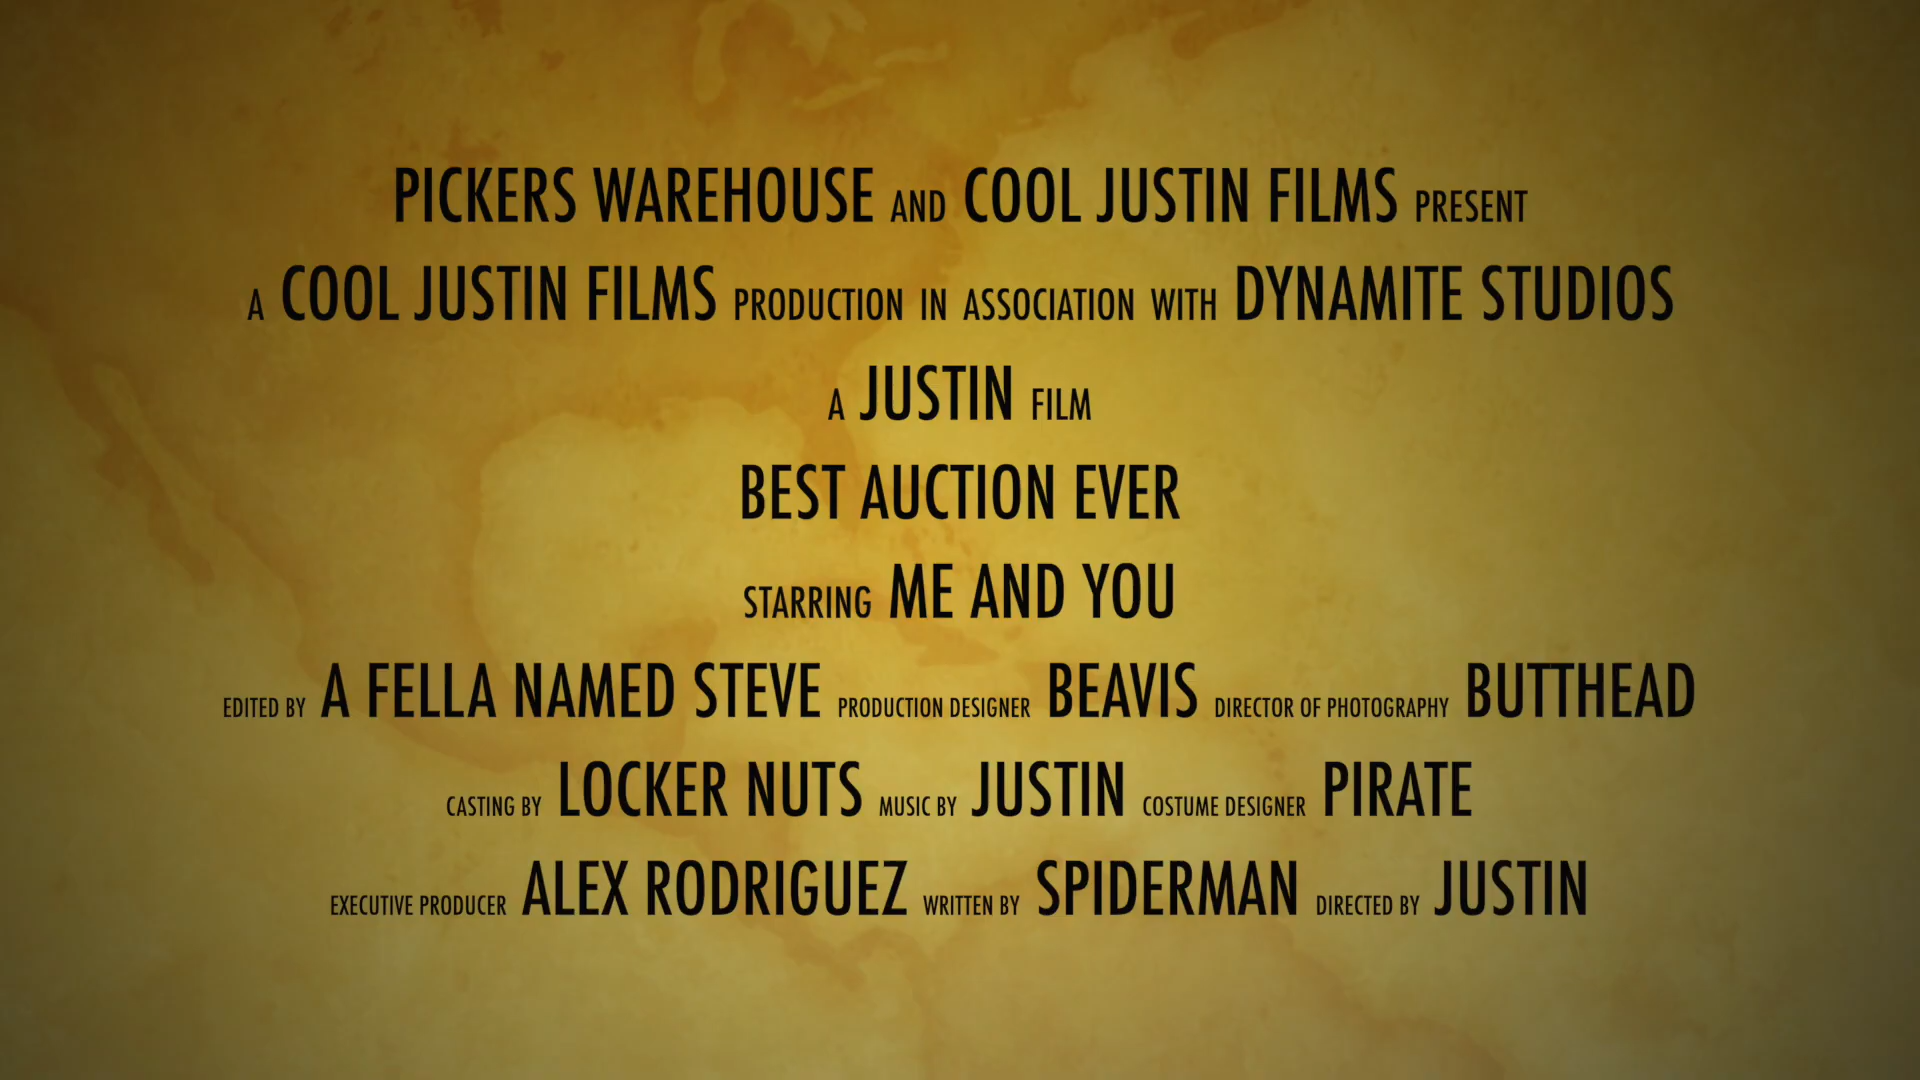 PICKERS WAREHOUSE AND COOL JUSTIN FILMS PRESENT
A COOL JUSTIN FILMS PRODUCTION IN ASSOCIATION WITH DYNAMITE STUDIOS
A JUSTIN FILM
BEST AUCTION EVER
STARRING ME AND YOU
EDITED BY A FELLA NAMED STEVE PRODUCTION DESIGNER BEAVIS DIRECTOR OF PHOTOGRAPHY BUTTHEAD
CASTING BY LOCKER NUTS MUSIC BY JUSTIN COSTUME DESIGNER PIRATE
EXECUTIVE PRODUCER ALEX RODRIGUEZ WRITTEN BY SPIDERMAN DIRECTED BY JUSTIN